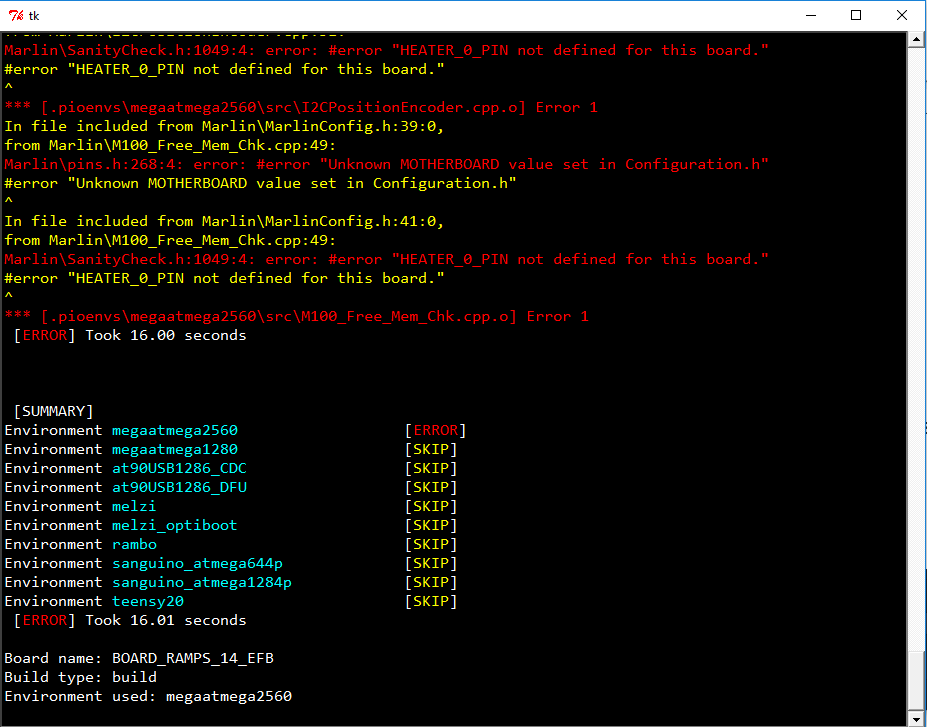 tk
Marlin\SanityCheck.h:1049:4: error: #error "HEATER_0_PIN not defined for this board."
#error "HEATER_0_PIN not defined for this board."
^
*** [.pioenvs\megaatmega2560\src\I2CPositionEncoder.cpp.o] Error 1
In file included from Marlin\MarlinConfig.h:39:0,
from Marlin\M100_Free_Mem_Chk.cpp:49:
Marlin\pins.h:268:4: error: #error "Unknown MOTHERBOARD value set in Configuration.h"
#error "Unknown MOTHERBOARD value set in Configuration.h"
^
In file included from Marlin\MarlinConfig.h:41:0,
from Marlin\M100_Free_Mem_Chk.cpp:49:
Marlin\SanityCheck.h:1049:4: error: #error "HEATER_0_PIN not defined for this board."
#error "HEATER_0_PIN not defined for this board."
^
*** [.pioenvs\megaatmega2560\src\M100_Free_Mem_Chk.cpp.o] Error 1
[ERROR] Took 16.00 seconds
[SUMMARY]
Environment megaatmega2560 [ERROR]
Environment megaatmega1280 [SKIP]
Environment at90USB1286_CDC [SKIP]
Environment at90USB1286_DFU [SKIP]
Environment melzi [SKIP]
Environment melzi_optiboot [SKIP]
Environment rambo [SKIP]
Environment sanguino_atmega644p [SKIP]
Environment sanguino_atmega1284p [SKIP]
Environment teensy20 [SKIP]
[ERROR] Took 16.01 seconds
Board name: BOARD_RAMPS_14_EFB
Build type: build
Environment used: megaatmega2560